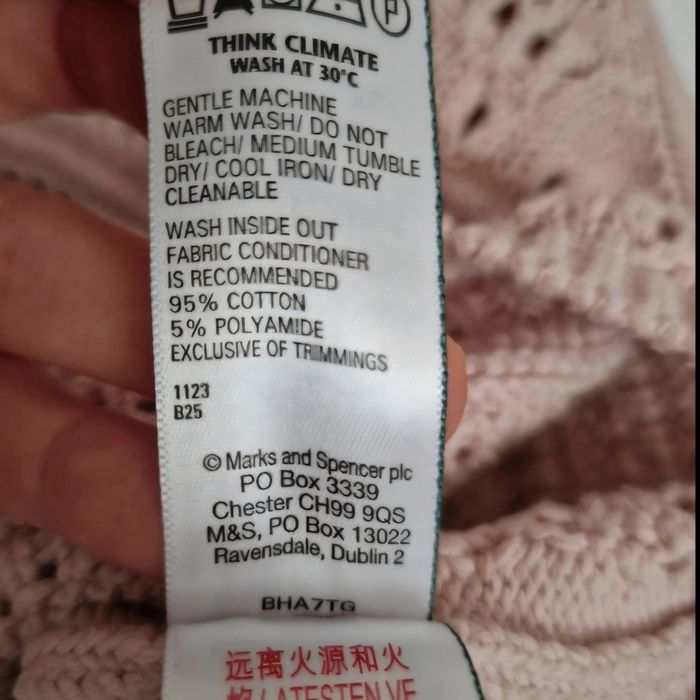 P
THINK CLIMATE
WASH AT 30°C
GENTLE MACHINE
WARM WASH/ DO NOT
BLEACH/ MEDIUM TUMBLE
DRY/ COOL IRON/ DRY
CLEANABLE
WASH INSIDE OUT
FABRIC CONDITIONER
IS RECOMMENDED
95% COTTON
5% POLYAMIDE
EXCLUSIVE OF TRIMMINGS
1123
B25
© Marks and Spencer plc
PO Box 3339
Chester CH99 9QS
M&S, PO Box 13022
Ravensdale, Dublin 2
BHA7TG
远离火源和火
焰/ ATESTEN VE